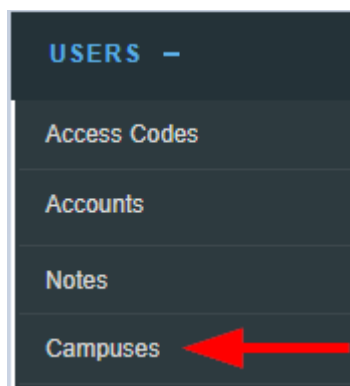 USERS –
Access Codes
Accounts
Notes
Campuses